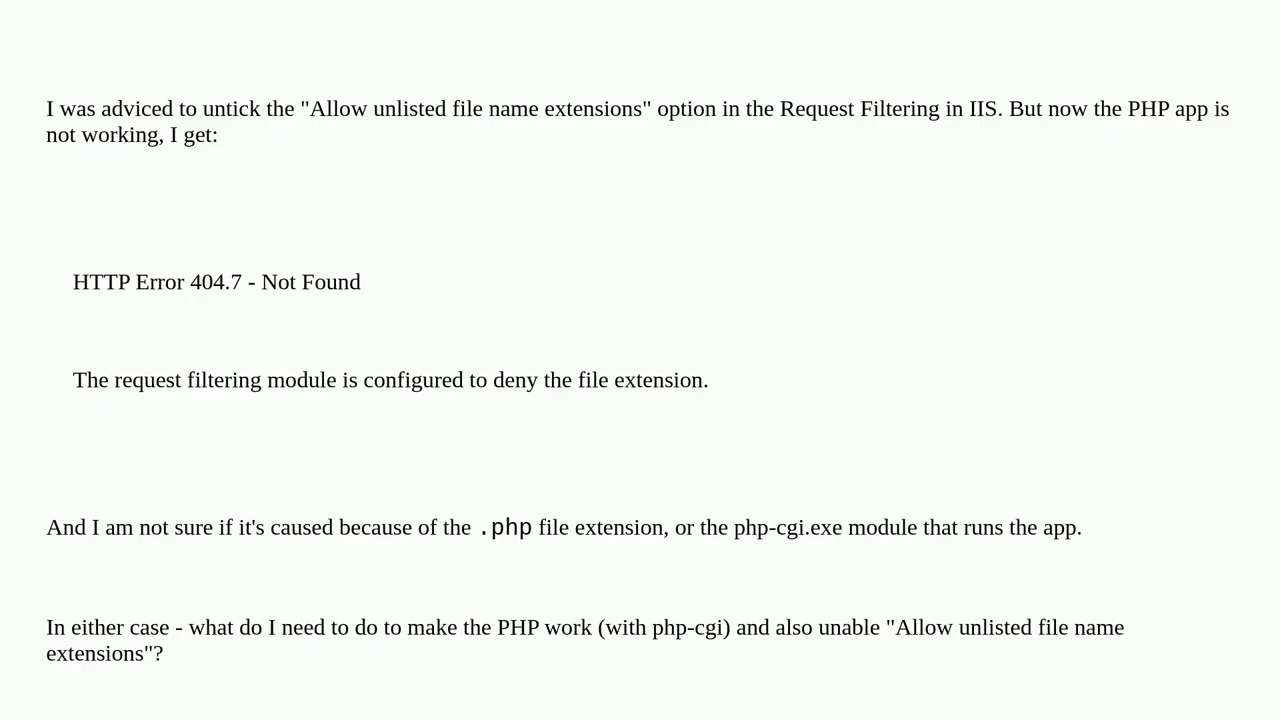 I was adviced to untick the "Allow unlisted file name extensions" option in the Request Filtering in IIS. But now the PHP app is
not working, I get:
HTTP Error 404.7 - Not Found
The request filtering module is configured to deny the file extension.
And I am not sure if it's caused because of the .php file extension, or the php-cgi.exe module that runs the app.
In either case - what do I need to do to make the PHP work (with php-cgi) and also unable "Allow unlisted file name
extensions"?